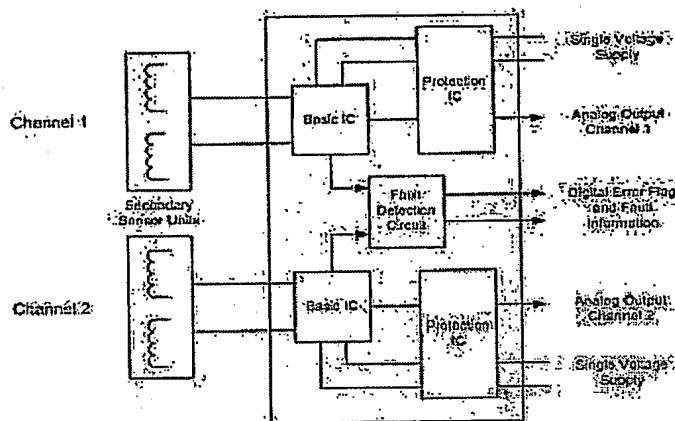 Single Voltage
Supply
Protection
IC
Channel 1
Basic IC
Analog Output
Channel 1
Secondary
Sensor Units
Fault
Detection
Circuit
Digital Error Flag
and Fault
Information
Channel 2
Basic IC
Protection
IC
Analog Output
Channel 2
Single Voltage
Supply